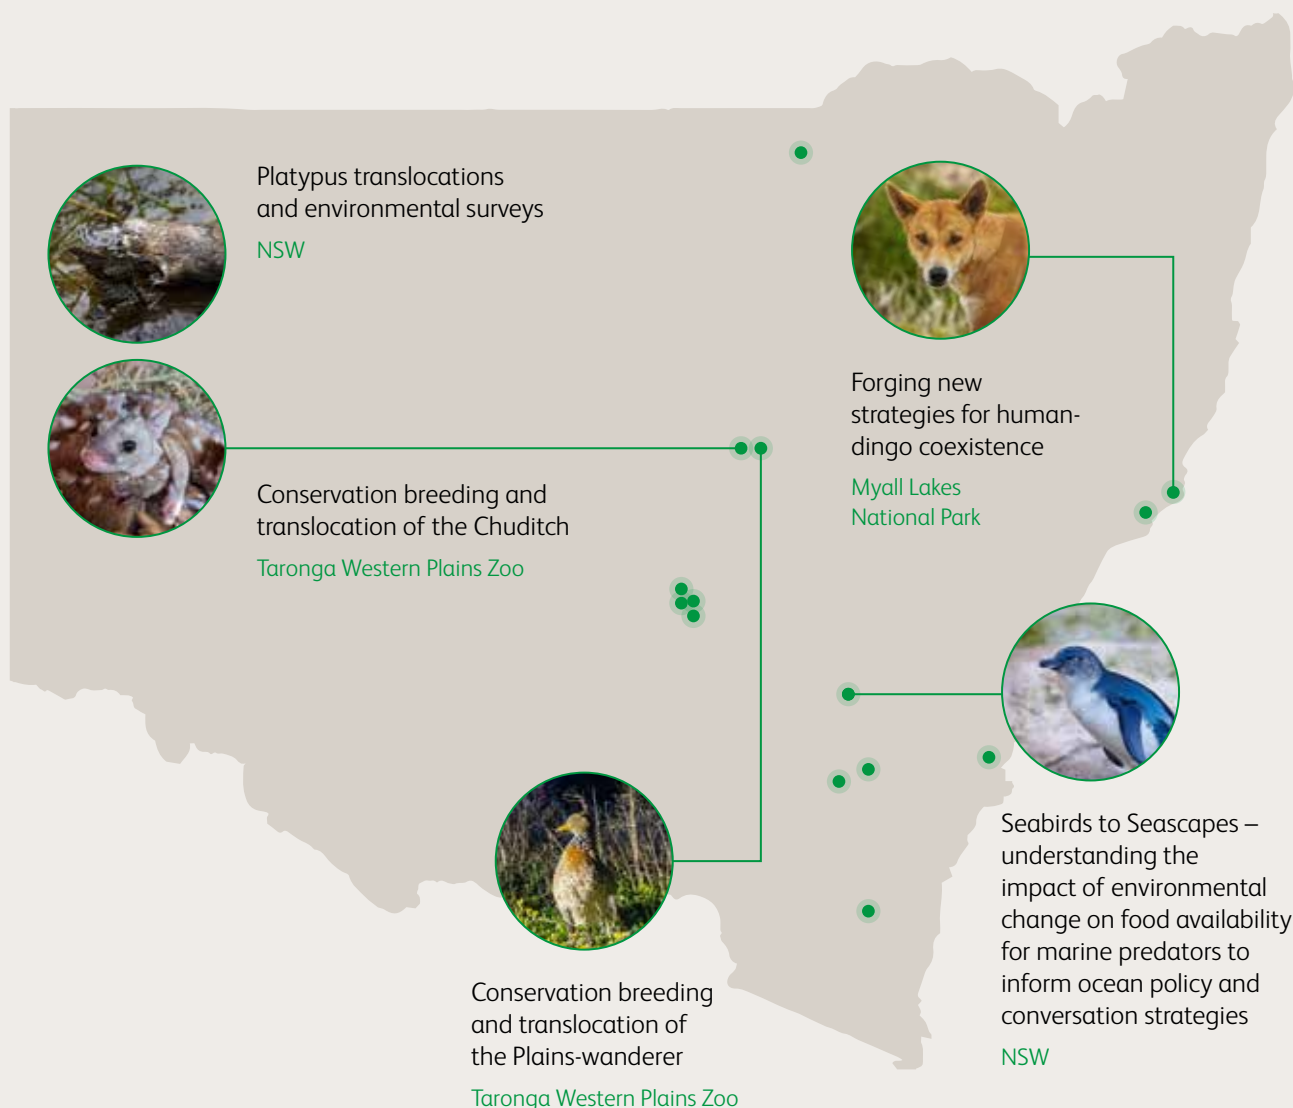 Platypus translocations
and environmental surveys
NSW
Conservation breeding and
translocation of the Chuditch
Taronga Western Plains Zoo
Forging new
strategies for human-
dingo coexistence
Myall Lakes
National Park
Conservation breeding
and translocation of
the Plains-wanderer
Taronga Western Plains Zoo
Seabirds to Seascapes –
understanding the
impact of environmental
change on food availability
for marine predators to
inform ocean policy and
conversation strategies
NSW